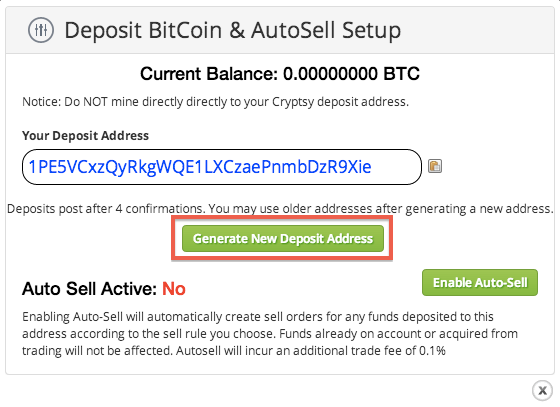 Deposit BitCoin & AutoSell Setup
Current Balance: 0.00000000 BTC
Notice: Do NOT mine directly directly to your Cryptsy deposit address.
Your Deposit Address
1PE5VCxzQyRkgWQE1LXCzaePnmbDzR9Xie
Deposits post after 4 confirmations. You may use older addresses after generating a new address.
Generate New Deposit Address
Auto Sell Active: No
Enable Auto-Sell
Enabling Auto-Sell will automatically create sell orders for any funds deposited to this
address according to the sell rule you choose. Funds already on account or acquired from
trading will not be affected. Autosell will incur an additional trade fee of 0.1%